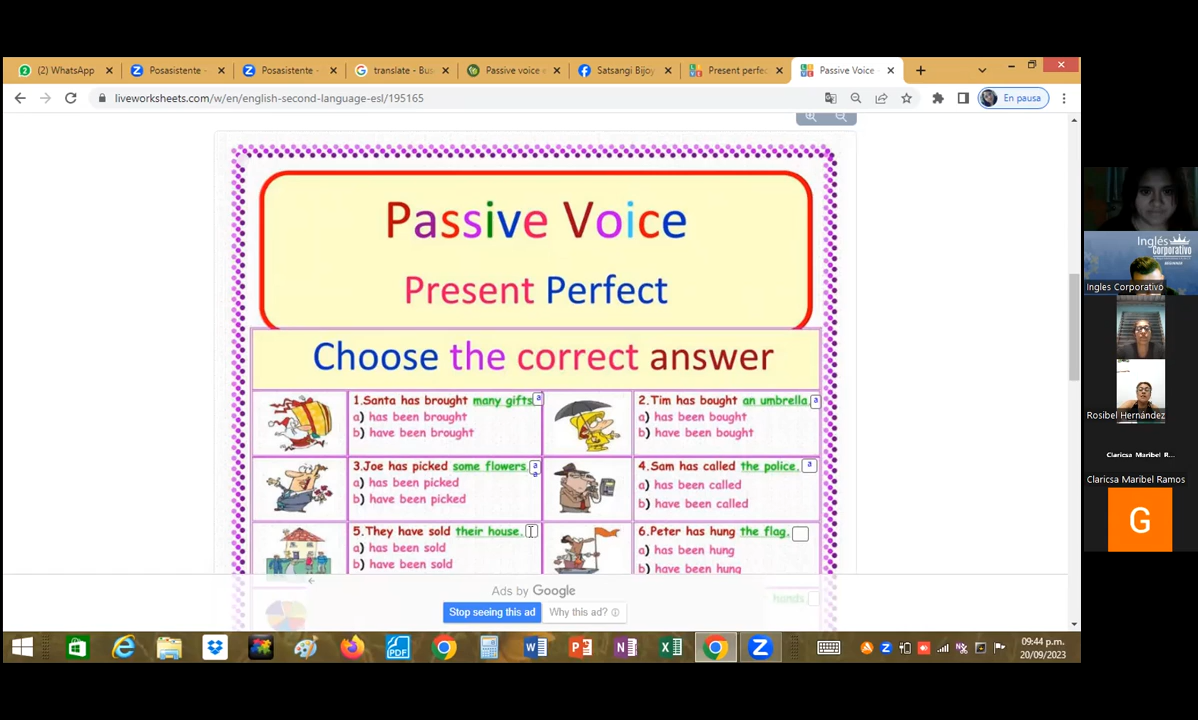 (2) WhatsApp
Posasistente -
Posasistente -
translate - Bus
Passive voice e
Satsangi Bijoy
Present perfec
Passive Voice -
liveworksheets.com/w/en/english-second-language-esl/195165
En pausa
Passive Voice
Present Perfect
Choose the correct answer
1.Santa has brought many gifts. a
a) has been brought
b) have been brought
2.Tim has bought an umbrella. a
a) has been bought
b) have been bought
3.Joe has picked some flowers. a
a
a) has been picked
b) have been picked
4.Sam has called the police. a
a) has been called
b) have been called
5.They have sold their house.
a) has been sold
b) have been sold
6.Peter has hung the flag.
a) has been hung
b) have been hung
hands
Ads by Google
Stop seeing this ad
Why this ad?
09:44 p.m.
20/09/2023
Inglés
Corporativo
Ingles Corporativo
Rosibel Hernández
Claricsa Maribel R...
Claricsa Maribel Ramos
G